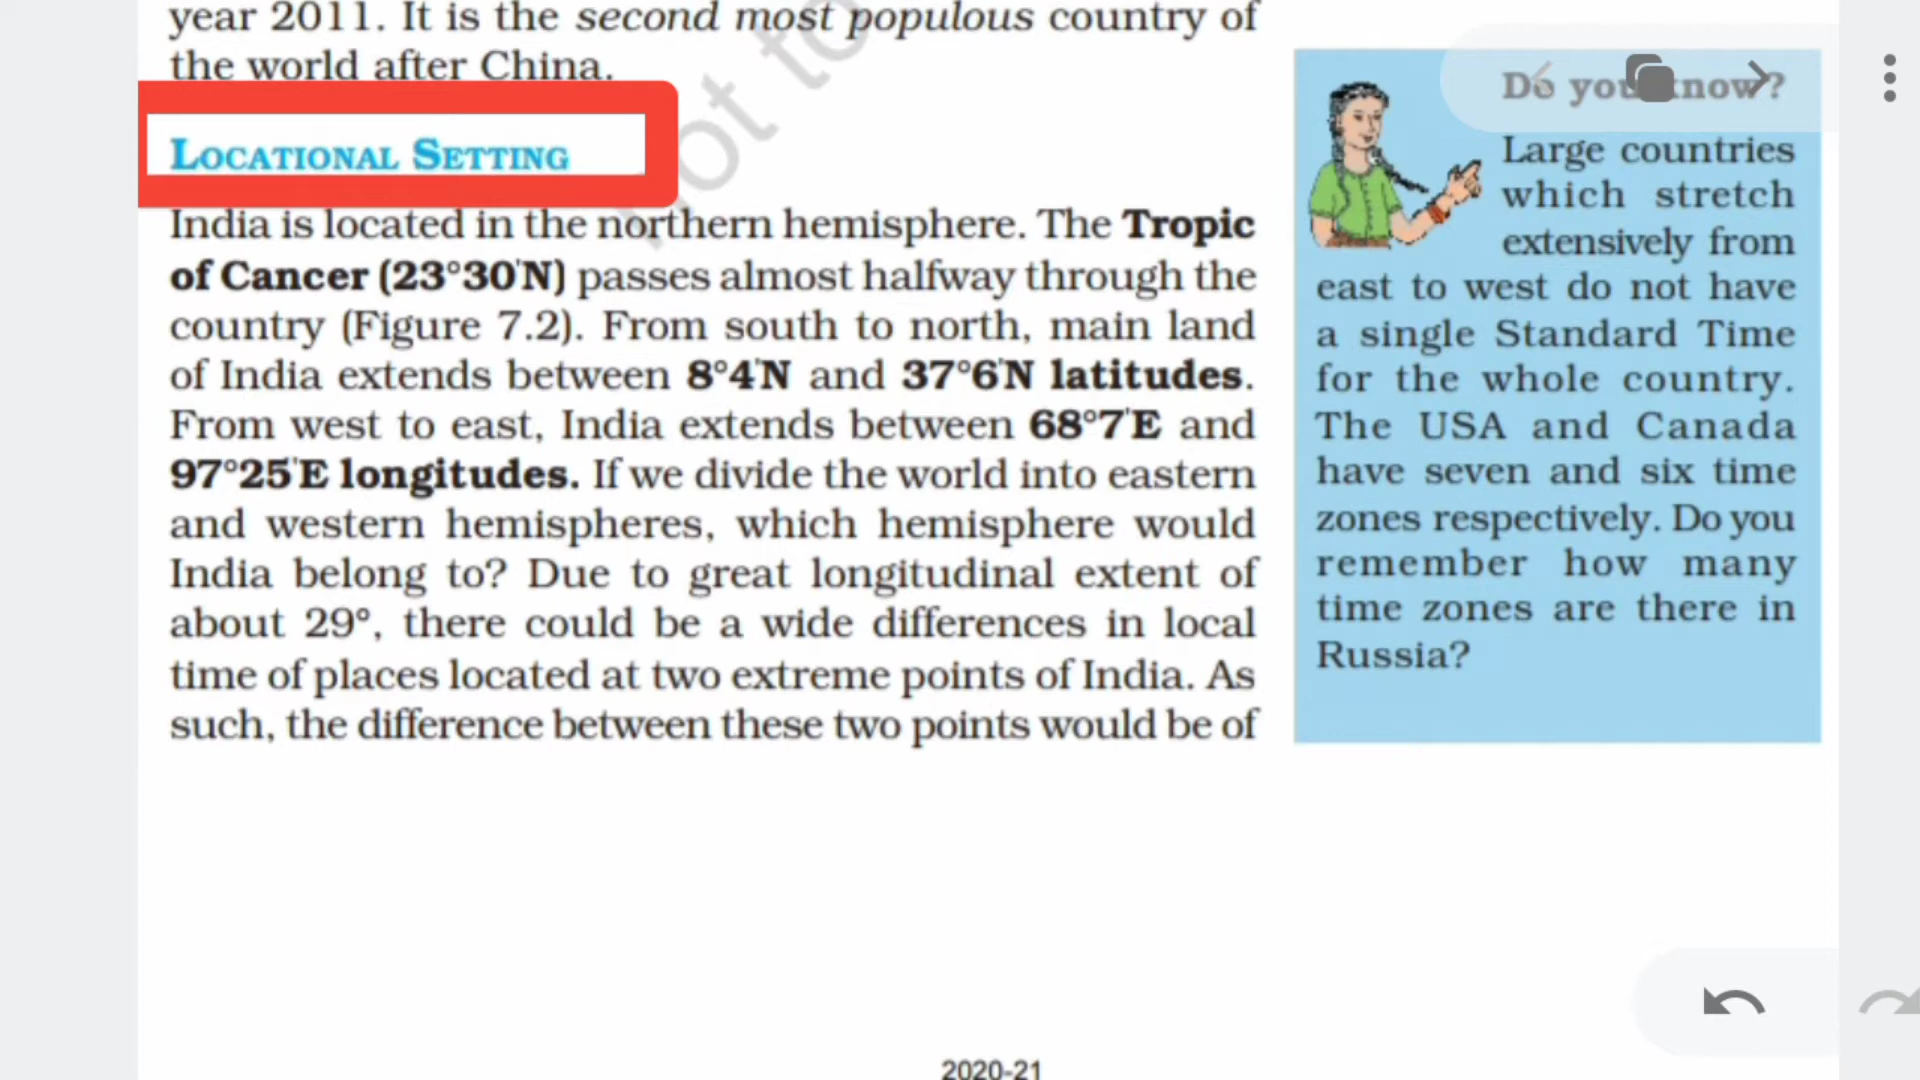 year 2011. It is the second most populous country of
the world after China.
LOCATIONAL SETTING
India is located in the northern hemisphere. The Tropic
of Cancer (23°30'N) passes almost halfway through the
country (Figure 7.2). From south to north, main land
of India extends between 8°4'N and 37°6'N latitudes.
From west to east, India extends between 68°7'E and
97°25'E longitudes. If we divide the world into eastern
and western hemispheres, which hemisphere would
India belong to? Due to great longitudinal extent of
about 29°, there could be a wide differences in local
time of places located at two extreme points of India. As
such, the difference between these two points would be of
not to
Do you know?
Large countries
which stretch
extensively from
east to west do not have
a single Standard Time
for the whole country.
The USA and Canada
have seven and six time
zones respectively. Do you
remember how many
time zones are there in
Russia?
2020-21